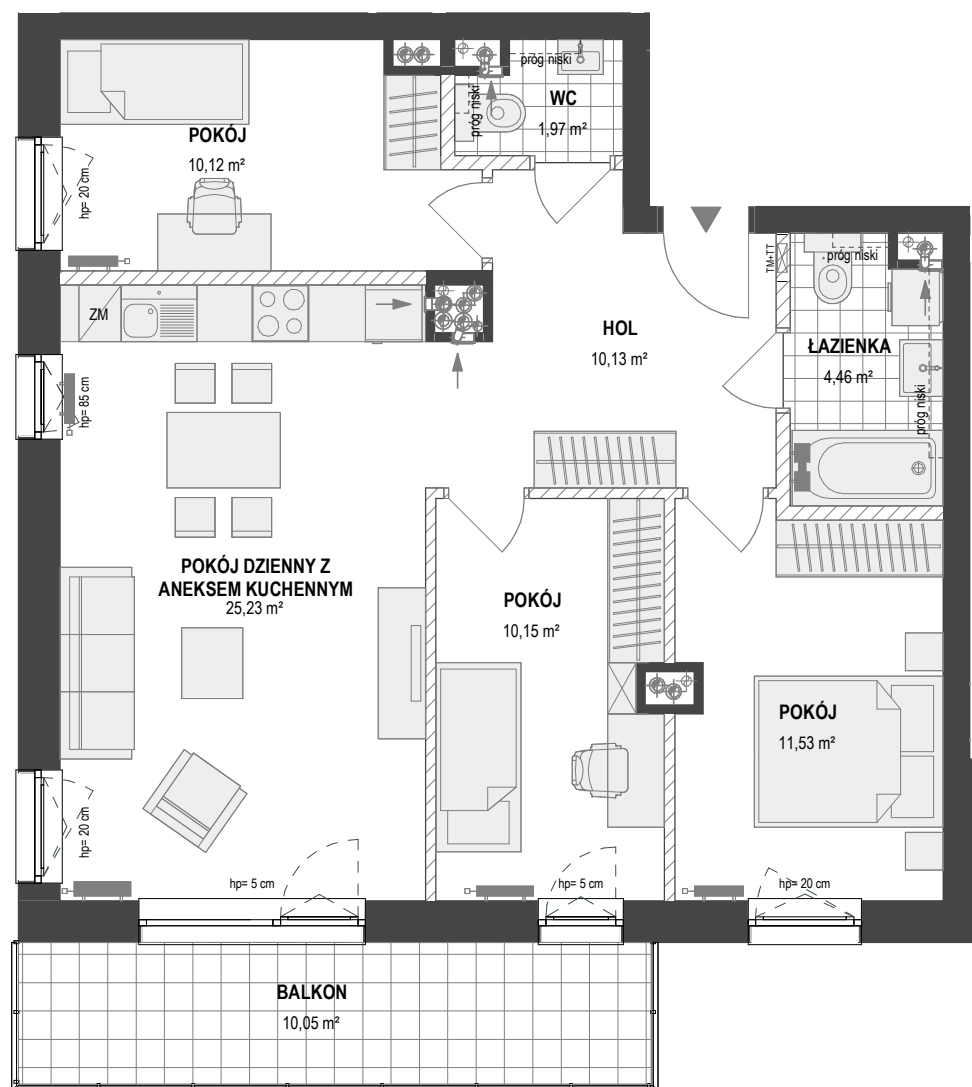 próg niski
WC
1,97 m²
próg niski
POKÓJ
10,12 m²
hp= 20 cm
TM+TT
próg niski
ZM
HOL
10,13 m²
ŁAZIENKA
4,46 m²
próg niski
hp= 85 cm
POKÓJ DZIENNY Z
ANEKSEM KUCHENNYM
25,23 m²
POKÓJ
10,15 m²
POKÓJ
11,53 m²
hp= 20 cm
hp= 5 cm
hp= 5 cm
hp= 20 cm
BALKON
10,05 m²